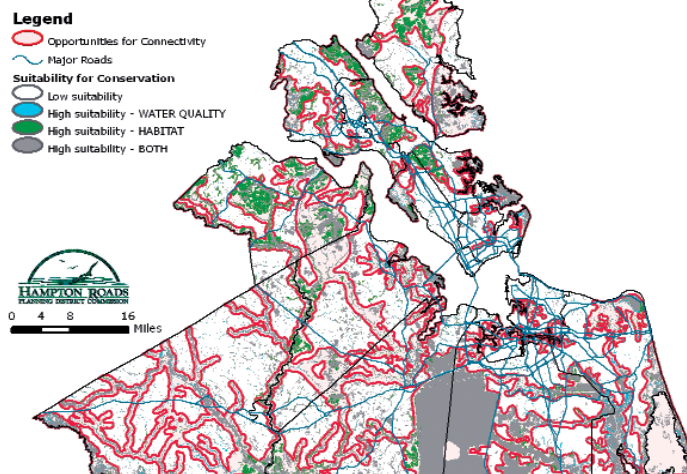 Legend
Opportunities for Connectivity
Major Roads
Suitability for Conservation
Low suitability
High suitability - WATER QUALITY
High suitability - HABITAT
High suitability - BOTH
HAMPTON ROADS
PLANNING DISTRICT COMMISSION
0 4 8 16
Miles